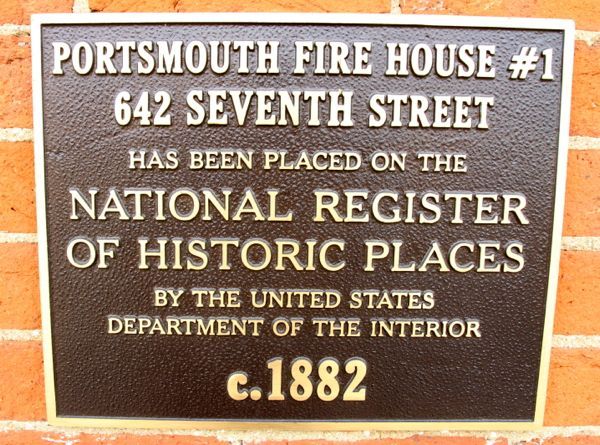 PORTSMOUTH FIRE HOUSE #1
642 SEVENTH STREET
HAS BEEN PLACED ON THE
NATIONAL REGISTER
OF HISTORIC PLACES
BY THE UNITED STATES
DEPARTMENT OF THE INTERIOR
c.1882